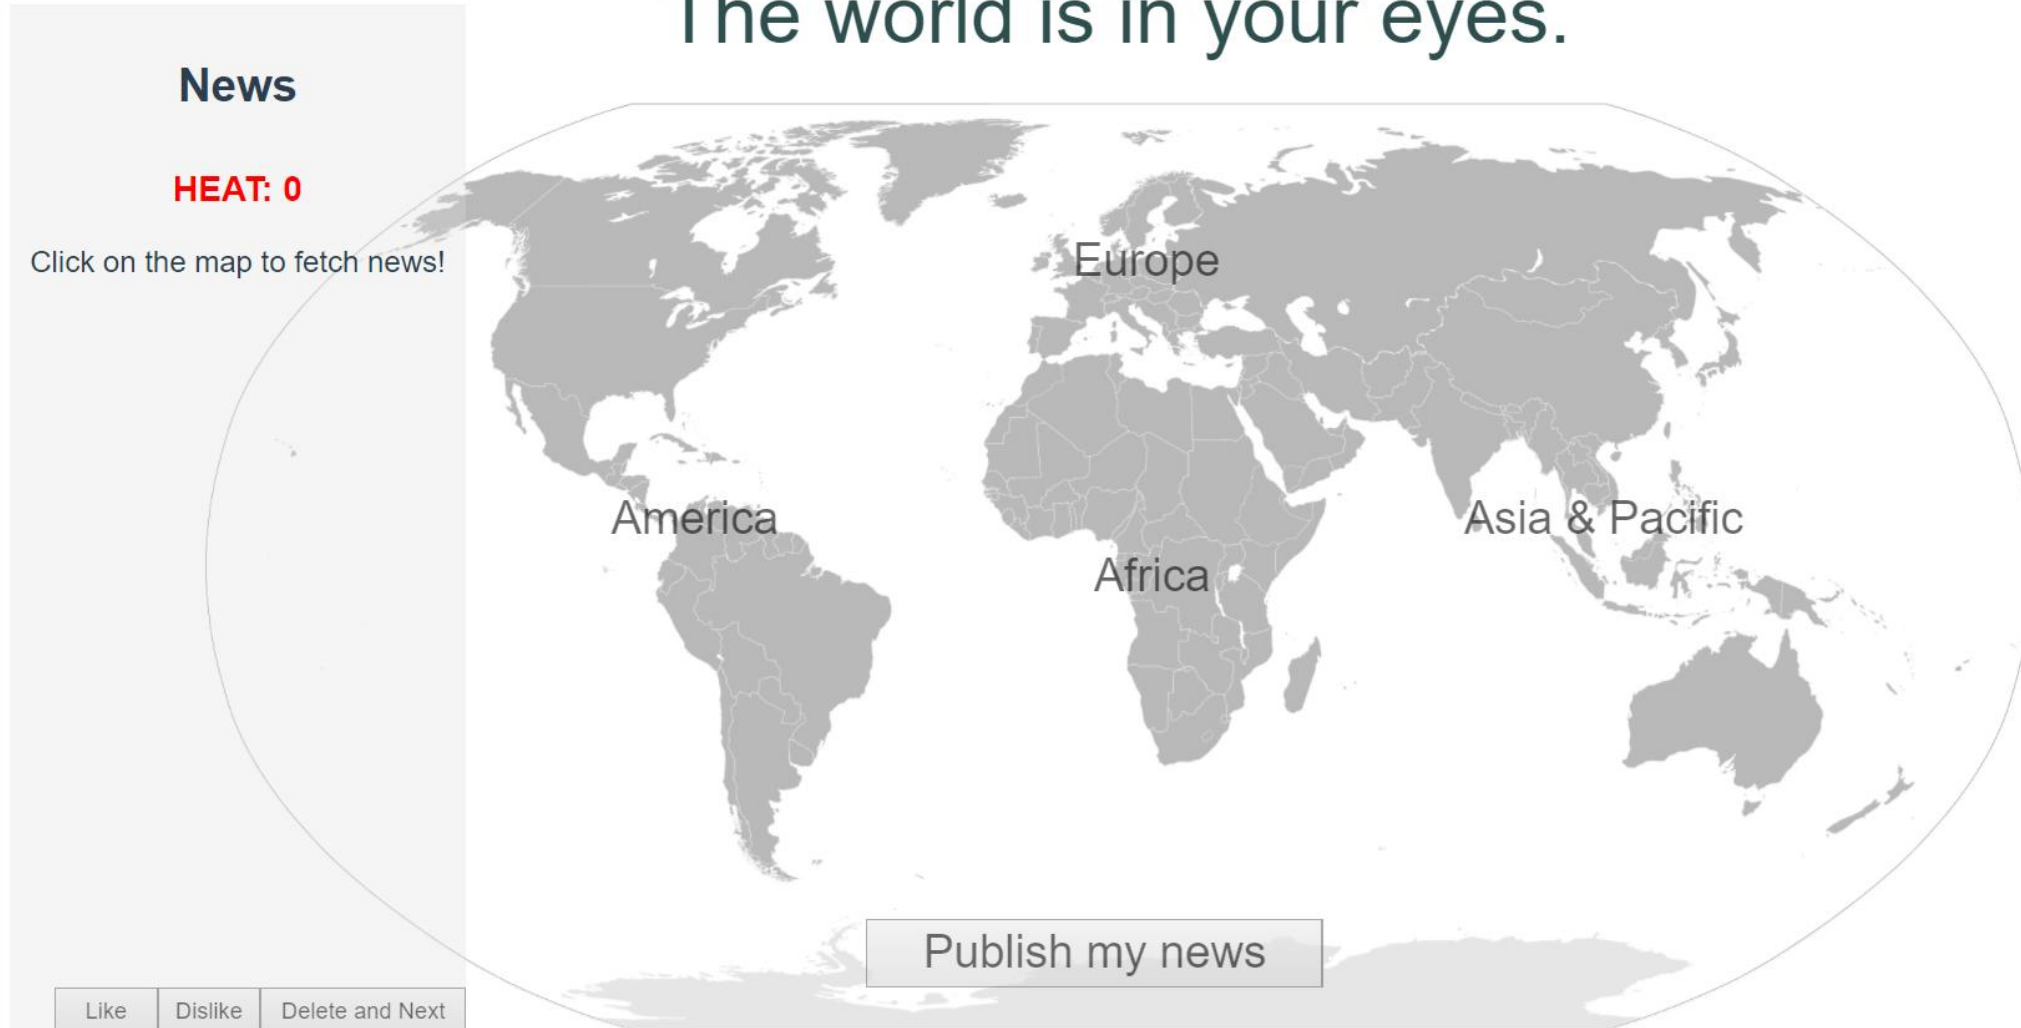 The world is in your eyes.
News
HEAT: 0
Click on the map to fetch news!
Europe
America
Asia & Pacific
Africa
Publish my news
Like
Dislike
Delete and Next